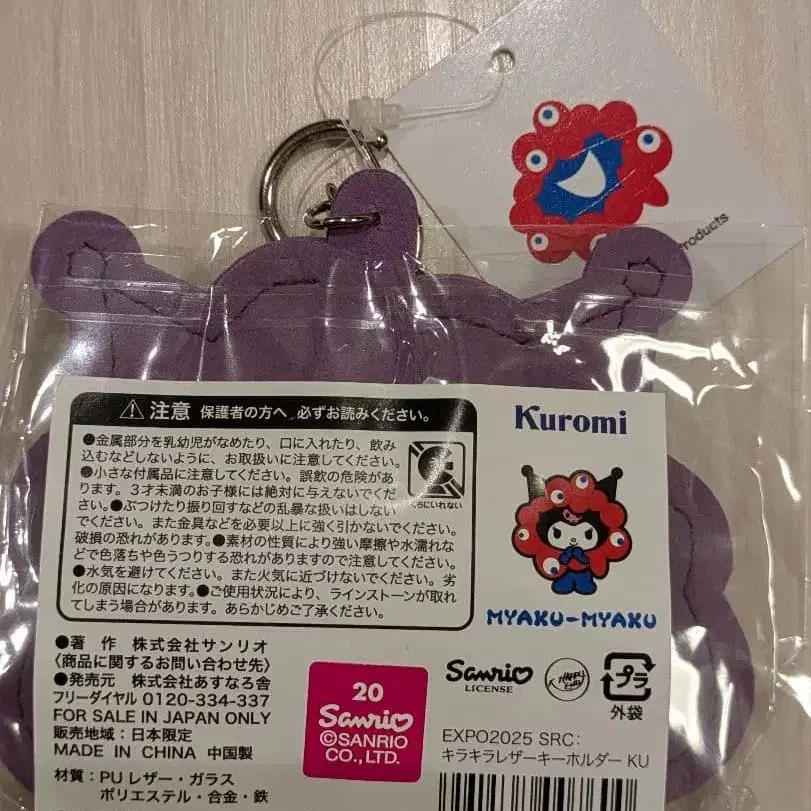 Products
⚠ 注意 保護者の方へ 必ずお読みください。
●金属部分を乳幼児がなめたり、口に入れたり、飲み
込むなどしないように、お取扱いに注意してください。
●小さな付属品に注意してください。誤飲の危険があ
ります。3才未満のお子様には絶対に与えないでくだ
さい。●ぶつけたり振り回すなどの乱暴な扱いはしない
でください。また金具などを必要以上に強く引かないでください。
破損の恐れがあります。●素材の性質により強い摩擦や水濡れな
どで色落ちや色うつりする恐れがありますので注意してください。
●水気を避けてください。また火気に近づけないでください。劣
化の原因になります。●ご使用状況により、ラインストーンが取れ
てしまう場合があります。あらかじめご了承ください。
くちにいれない
Kuromi
MYAKU-MYAKU
●著 作 株式会社サンリオ
〈商品に関するお問い合わせ先〉
●発売元 株式会社あすなろ舎
フリーダイヤル 0120-334-337
FOR SALE IN JAPAN ONLY
販売地域：日本限定
MADE IN CHINA 中国製
材質：PU レザー・ガラス
ポリエステル・合金・鉄
20
Sanrio
©SANRIO
CO.,LTD.
Sanrio
LICENSE
プラ
外袋
EXPO2025 SRC:
キラキラレザーキーホルダー KU